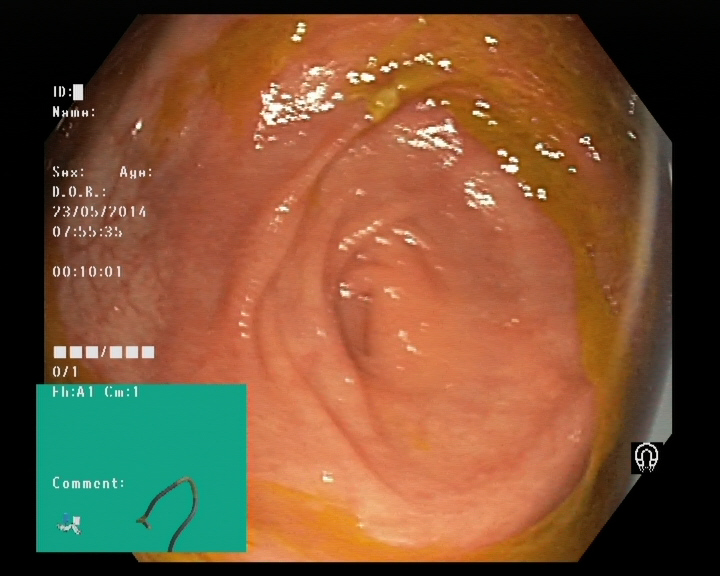 ID:
Name:
Sex: Age:
D.O.B.:
23/05/2014
07:55:35
00:10:01
■■■/■■■
0/1
Eh:A1 Cm:1
Comment: